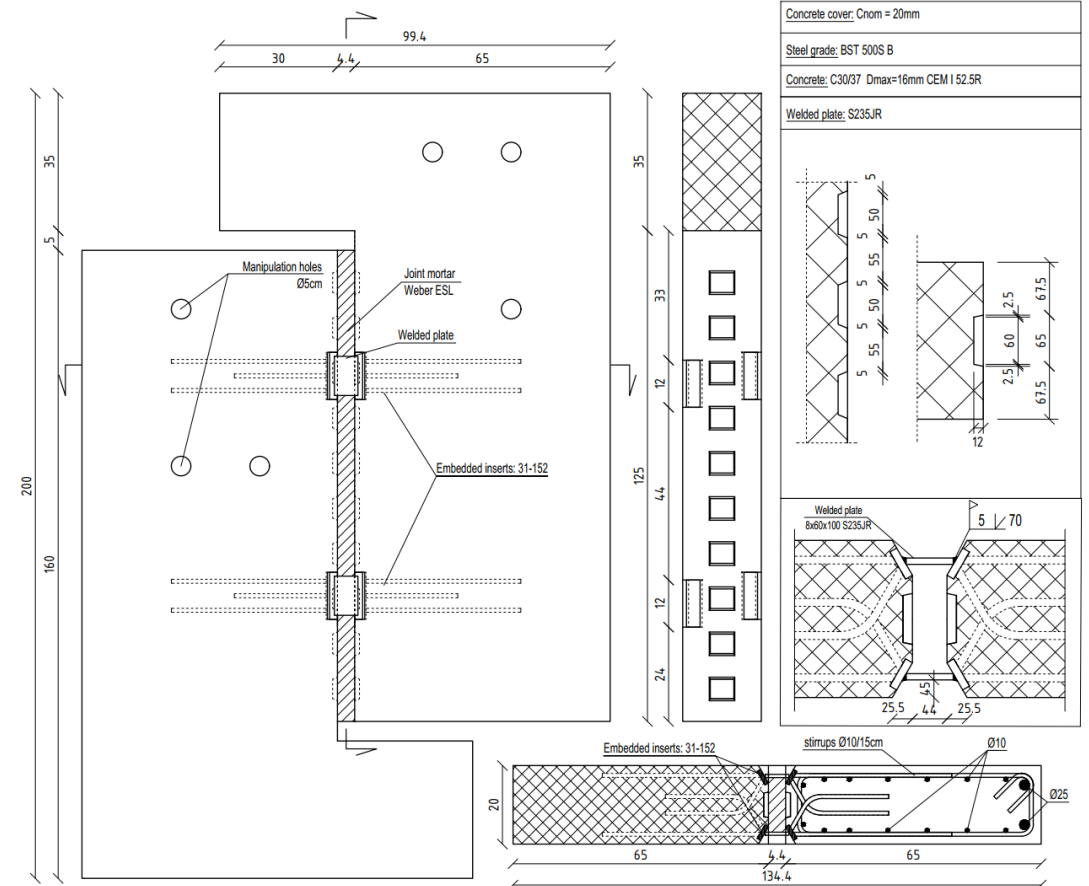 99.4
30
4.4
65
35
5
200
160
Manipulation holes
Ø5cm
Joint mortar
Weber ESL
Welded plate
Embedded inserts: 31-152
35
125
33
12
44
12
24
Concrete cover: Cnom = 20mm
Steel grade: BST 500S B
Concrete: C30/37 Dmax=16mm CEM I 52.5R
Welded plate: S235JR
5
50
5
55
5
50
5
55
5
2.5
60
2.5
67.5
65
67.5
12
Welded plate
8x60x100 S235JR
5
70
45
25.5
44
25.5
Embedded inserts: 31-152
stirrups Ø10/15cm
Ø10
Ø25
20
65
4.4
65
134.4